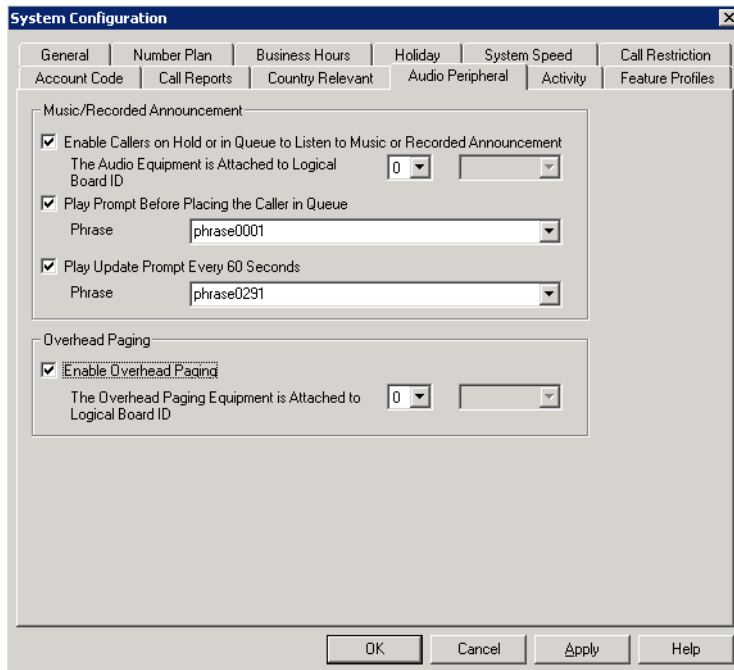 System Configuration
General Number Plan Business Hours Holiday System Speed Call Restriction
Account Code Call Reports Country Relevant Audio Peripheral Activity Feature Profiles
Music/Recorded Announcement
Enable Callers on Hold or in Queue to Listen to Music or Recorded Announcement
The Audio Equipment is Attached to Logical 0
Board ID
Play Prompt Before Placing the Caller in Queue
Phrase phrase0001
Play Update Prompt Every 60 Seconds
Phrase phrase0291
Overhead Paging
Enable Overhead Paging
The Overhead Paging Equipment is Attached to 0
Logical Board ID
OK Cancel Apply Help